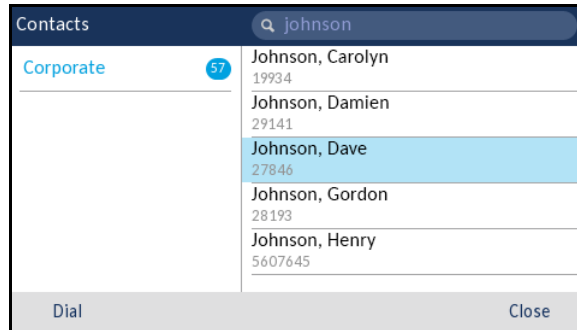 Contacts
johnson
Corporate
57
Johnson, Carolyn
19934
Johnson, Damien
29141
Johnson, Dave
27846
Johnson, Gordon
28193
Johnson, Henry
5607645
Dial
Close